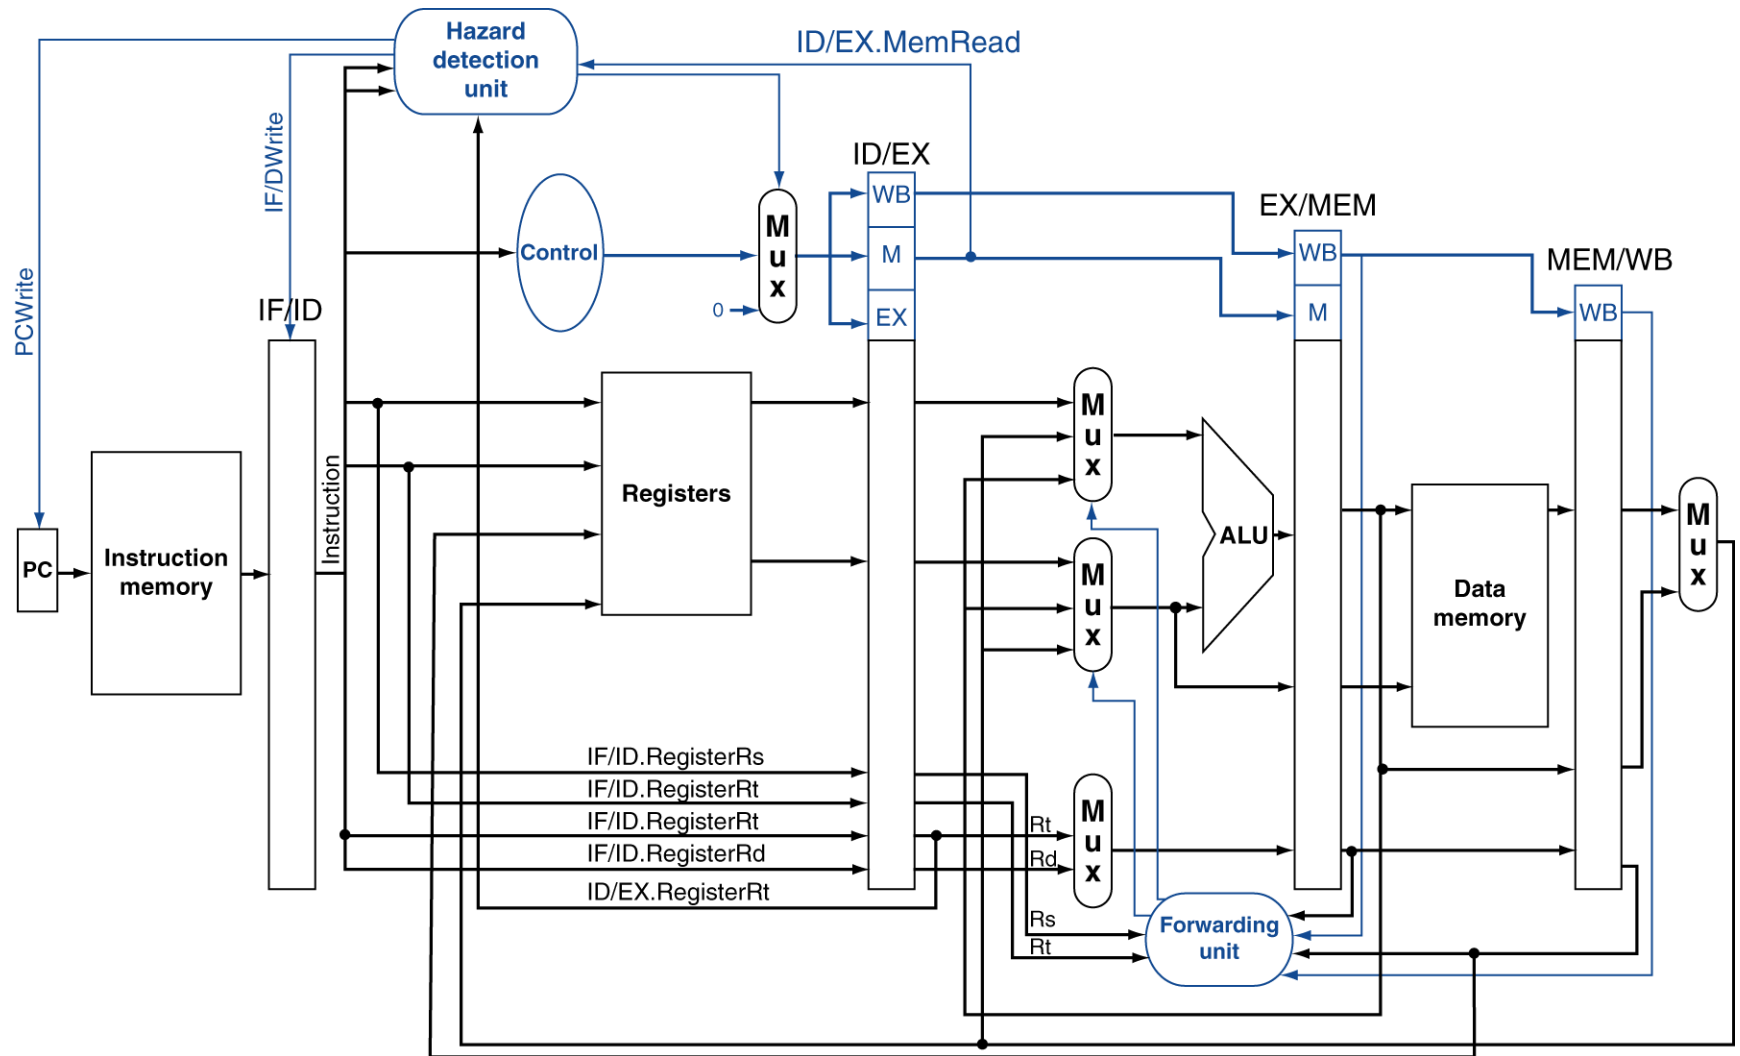 Hazard
detection
unit
ID/EX.MemRead
IF/DWrite
PCWrite
ID/EX
WB
M
EX
EX/MEM
WB
M
MEM/WB
WB
Control
M
u
x
0
IF/ID
Instruction
PC
Instruction
memory
Registers
M
u
x
M
u
x
ALU
Data
memory
M
u
x
IF/ID.RegisterRs
IF/ID.RegisterRt
IF/ID.RegisterRt
IF/ID.RegisterRd
ID/EX.RegisterRt
Rt
Rd
M
u
x
Rs
Rt
Forwarding
unit